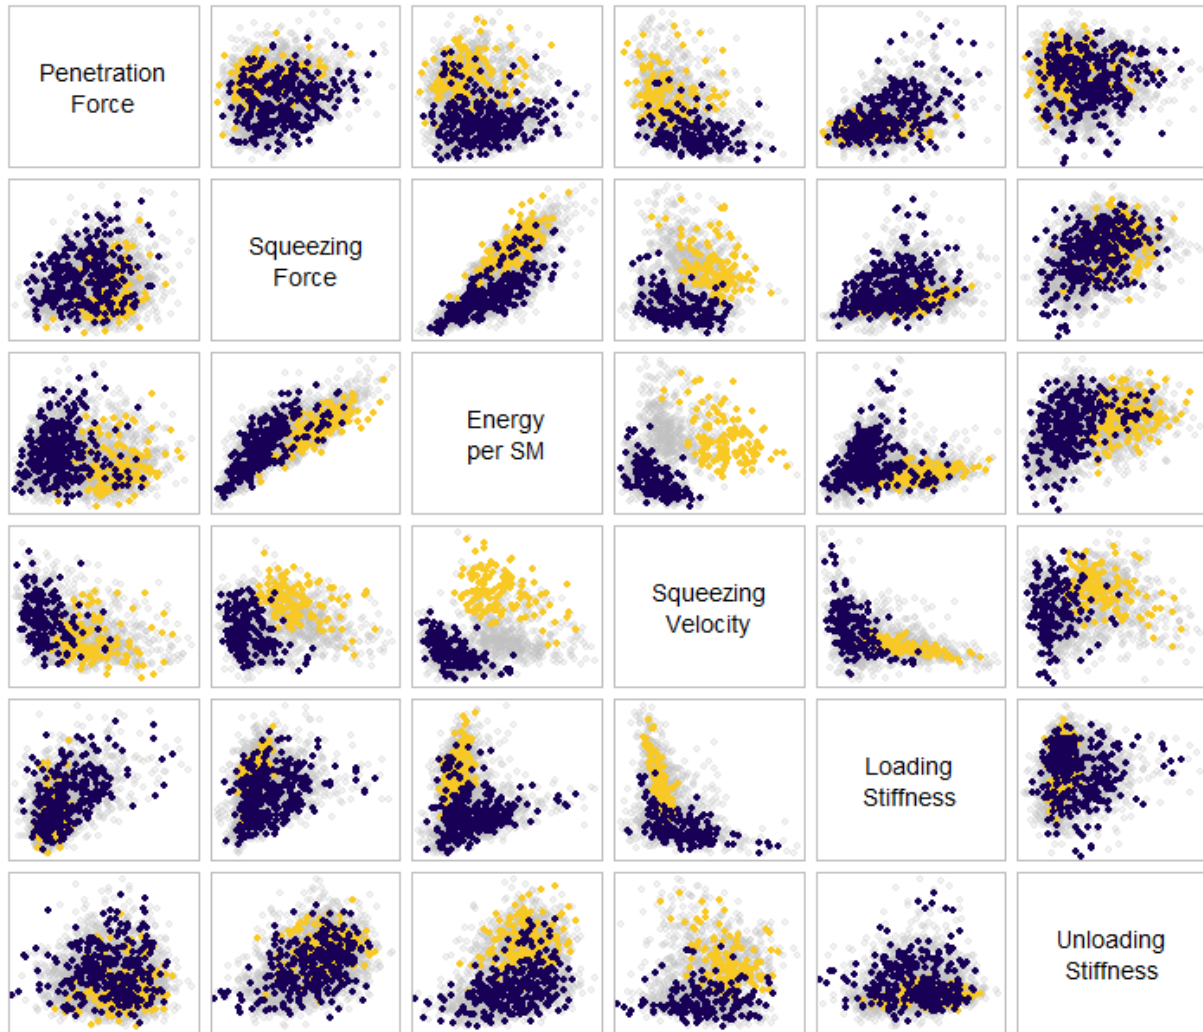 Penetration
Force
Squeezing
Force
Energy
per SM
Squeezing
Velocity
Loading
Stiffness
Unloading
Stiffness